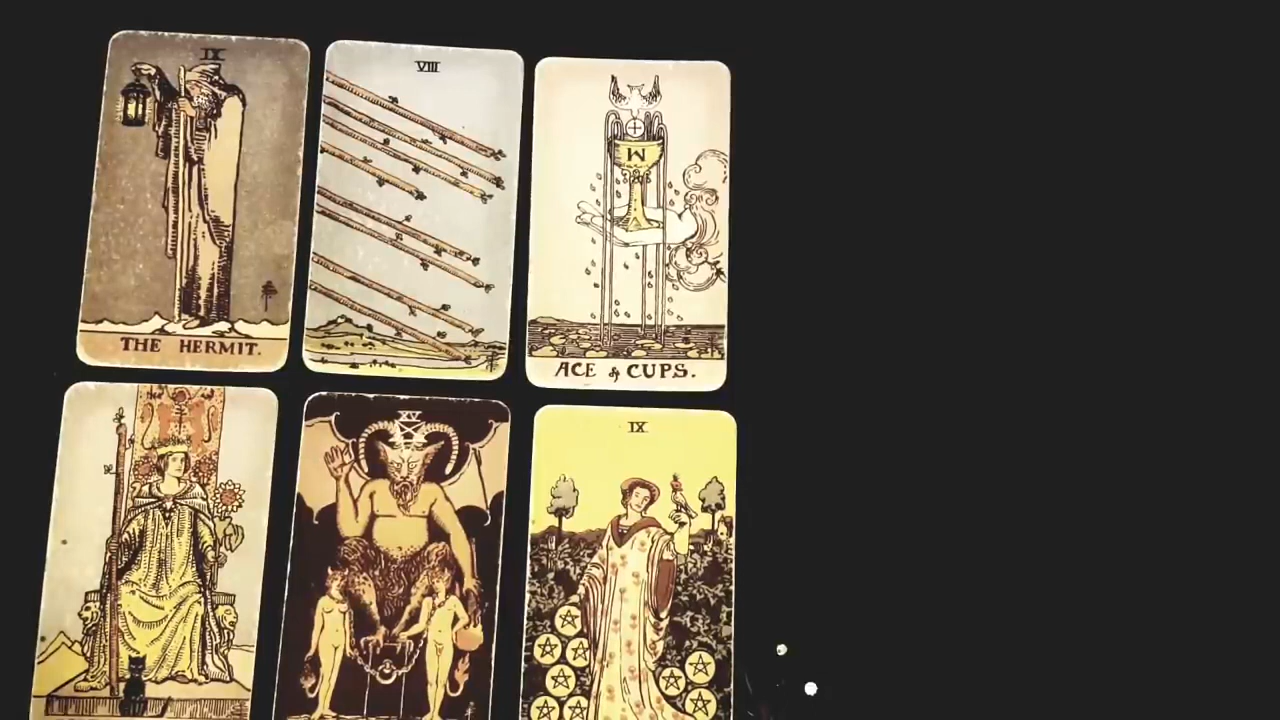 IX
VIII
THE HERMIT.
ACE of CUPS.
XV
IX